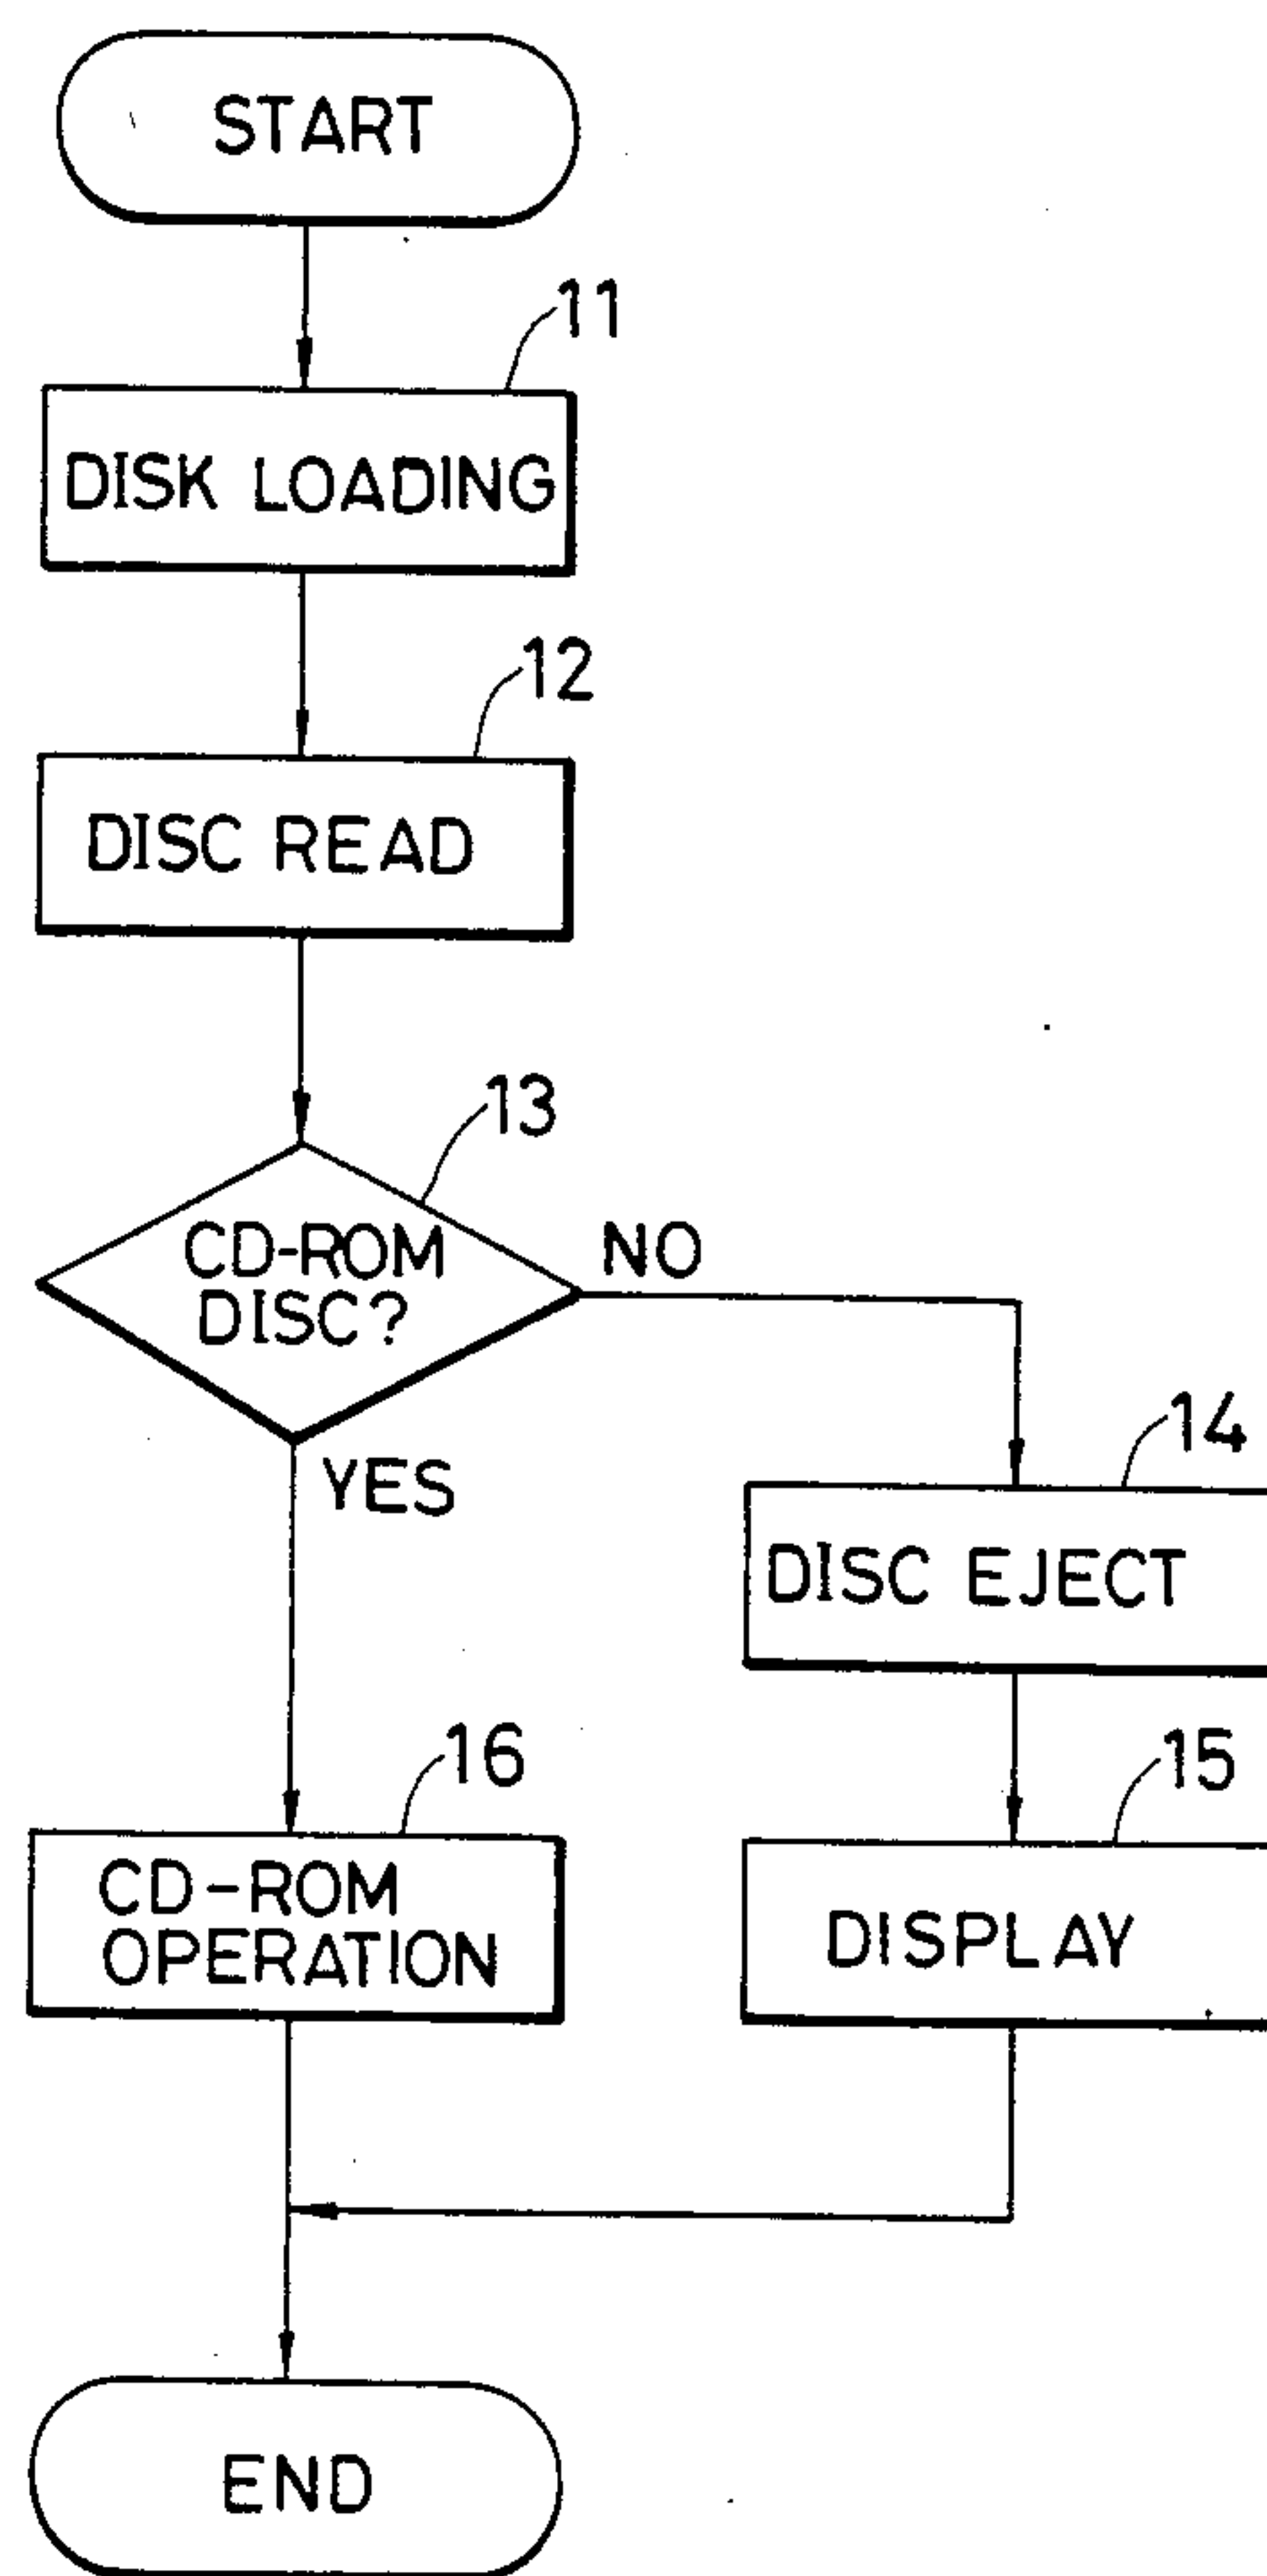 START
11
DISK LOADING
12
DISC READ
13
CD-ROM
DISC?
NO
YES
14
DISC EJECT
15
DISPLAY
16
CD-ROM
OPERATION
END